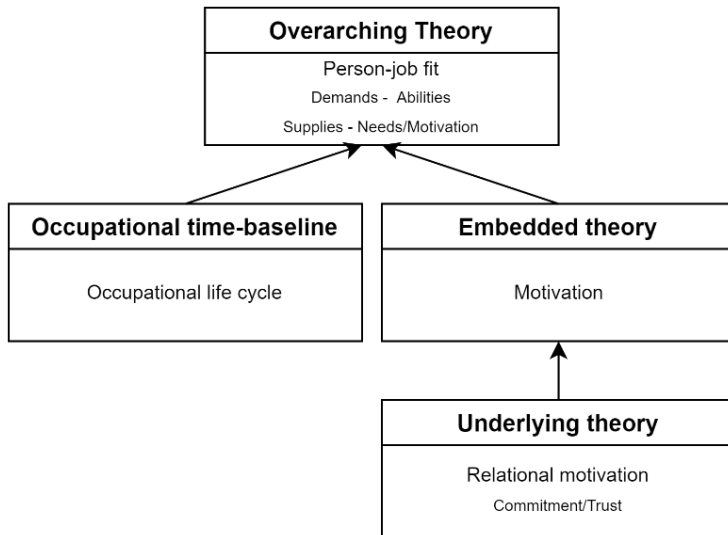 Overarching Theory
Person-job fit
Demands - Abilities
Supplies - Needs/Motivation
Occupational time-baseline
Occupational life cycle
Embedded theory
Motivation
Underlying theory
Relational motivation
Commitment/Trust